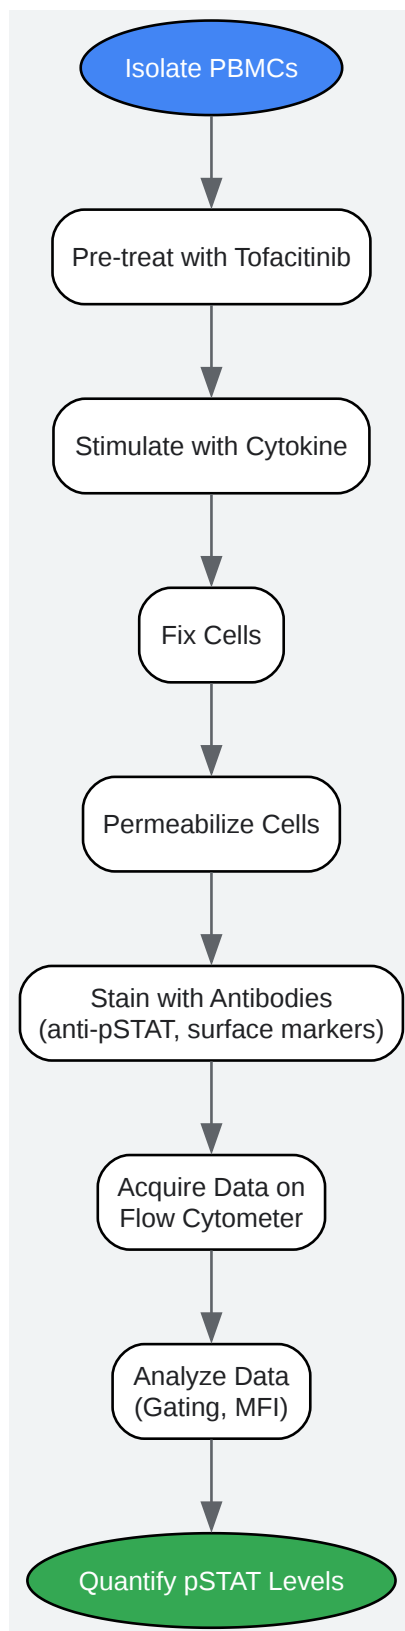 Isolate PBMCs
Pre-treat with Tofacitinib
Stimulate with Cytokine
Fix Cells
Permeabilize Cells
Stain with Antibodies
(anti-pSTAT, surface markers)
Acquire Data on
Flow Cytometer
Analyze Data
(Gating, MFI)
Quantify pSTAT Levels